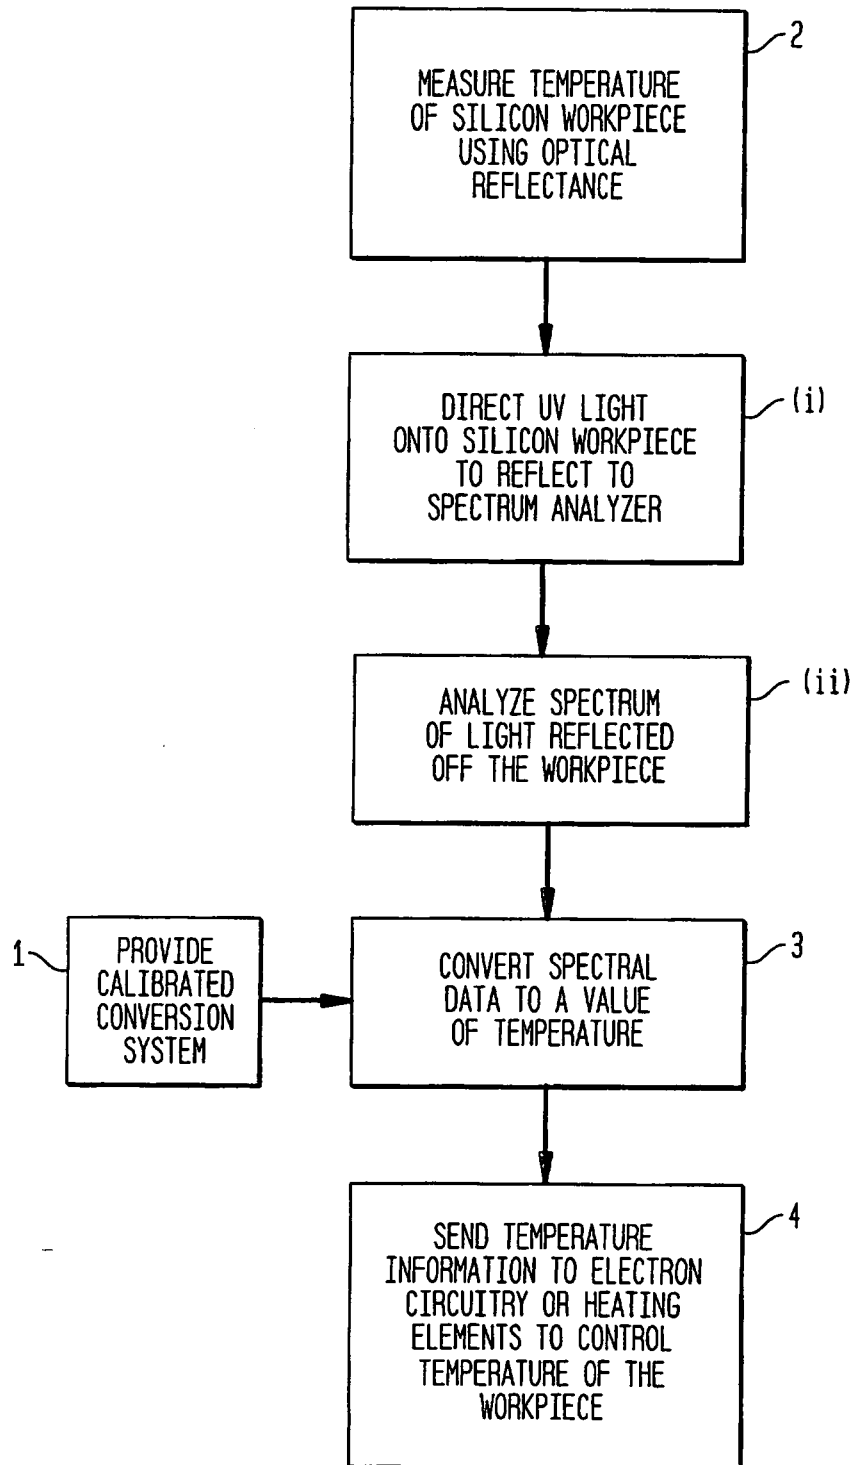 2
MEASURE TEMPERATURE
OF SILICON WORKPIECE
USING OPTICAL
REFLECTANCE
(i)
DIRECT UV LIGHT
ONTO SILICON WORKPIECE
TO REFLECT TO
SPECTRUM ANALYZER
(ii)
ANALYZE SPECTRUM
OF LIGHT REFLECTED
OFF THE WORKPIECE
1
PROVIDE
CALIBRATED
CONVERSION
SYSTEM
3
CONVERT SPECTRAL
DATA TO A VALUE
OF TEMPERATURE
4
SEND TEMPERATURE
INFORMATION TO ELECTRON
CIRCUITRY OR HEATING
ELEMENTS TO CONTROL
TEMPERATURE OF THE
WORKPIECE